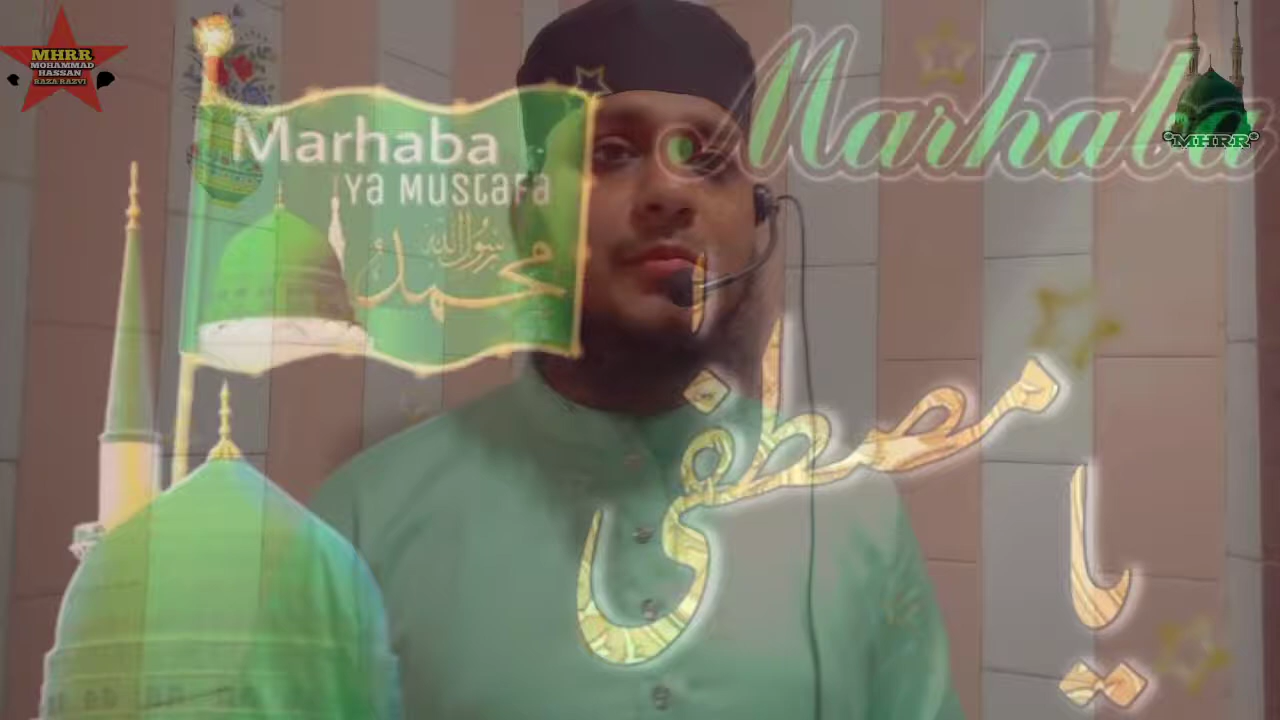 MHRR
MOHAMMAD
HASSAN
RAZA RAZVI
Marhaba
Ya Mustafa
رسول الله
محمد
Marhaba
*MHRR*
یا مصطفی